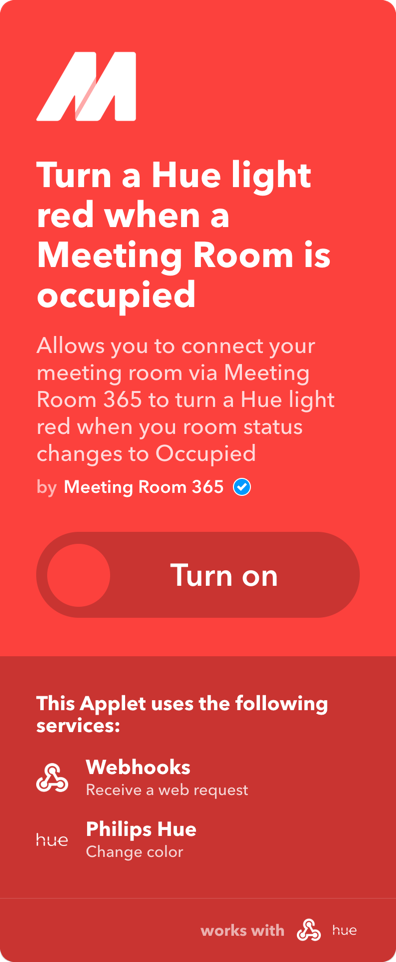 Turn a Hue light
red when a
Meeting Room is
occupied
Allows you to connect your
meeting room via Meeting
Room 365 to turn a Hue light
red when you room status
changes to Occupied
by Meeting Room 365
Turn on
This Applet uses the following
services:
Webhooks
Receive a web request
hue
Philips Hue
Change color
works with hue